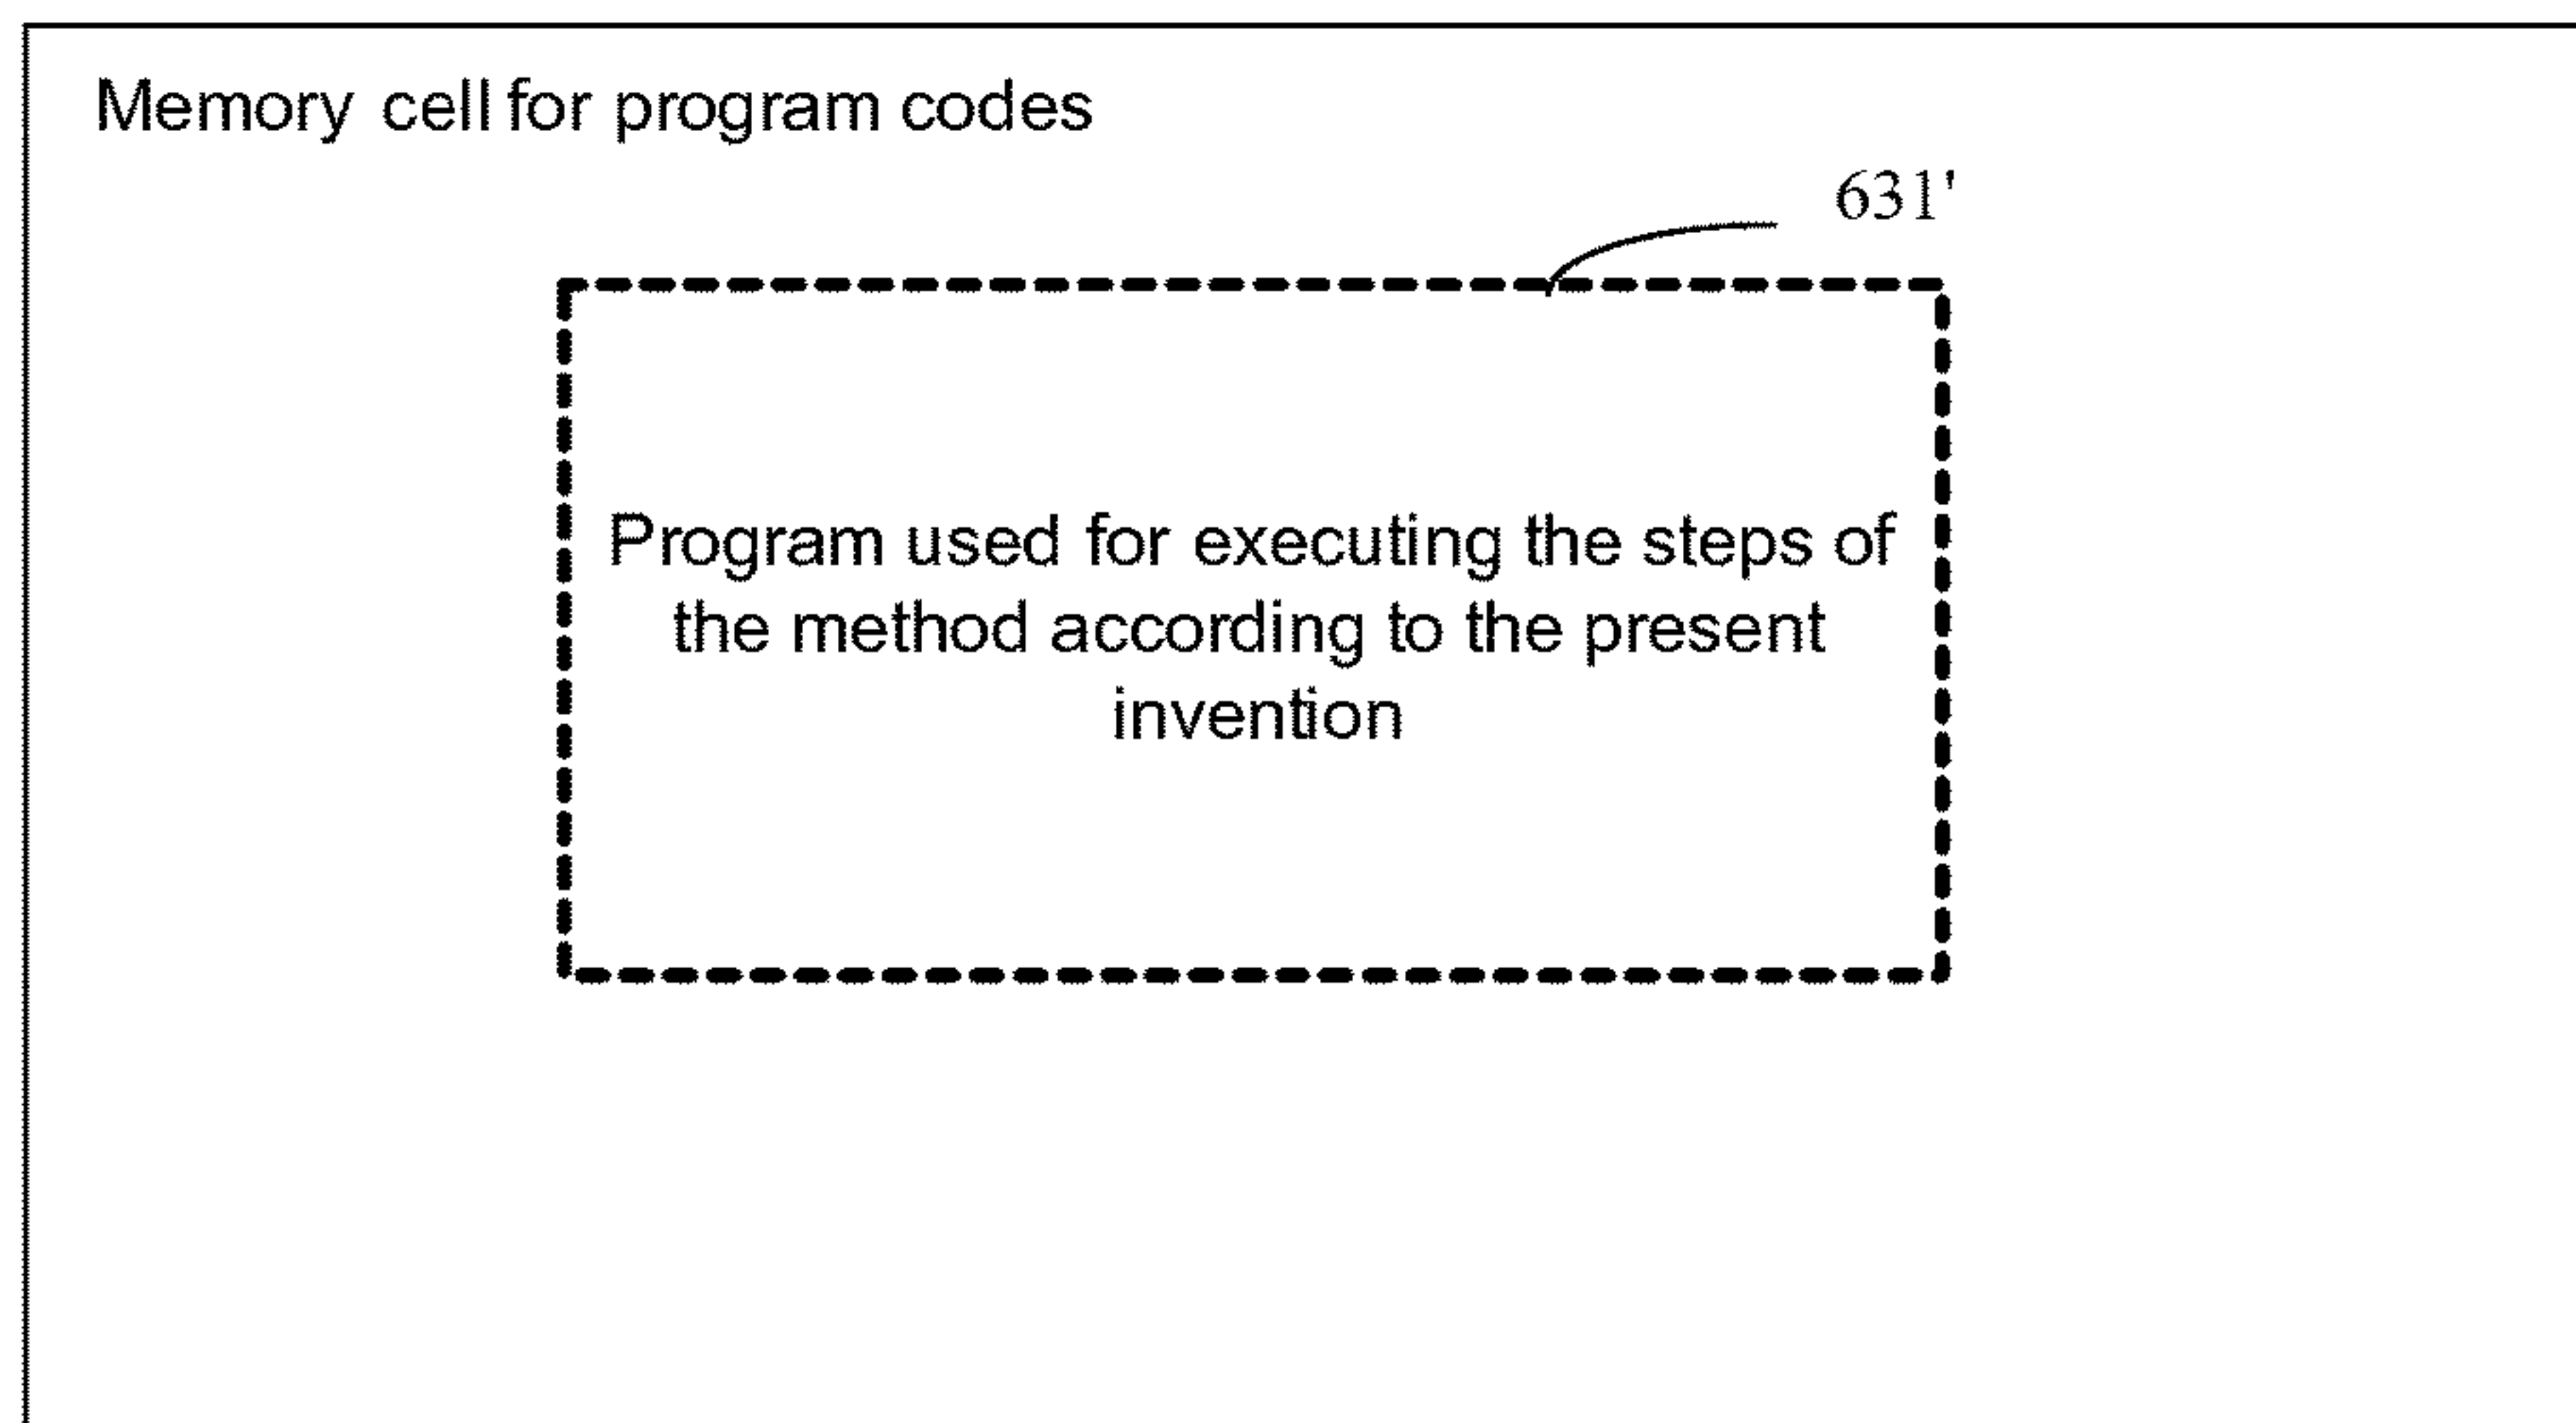 Memory cell for program codes
631'
Program used for executing the steps of
the method according to the present
invention